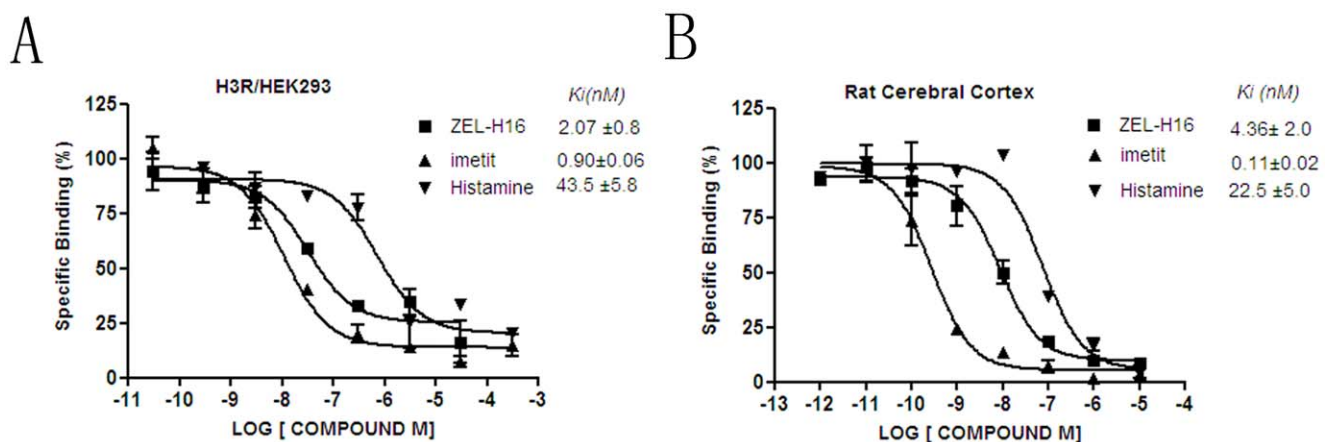 A
H3R/HEK293
Ki(nM)
ZEL-H16 2.07 ±0.8
imetit 0.90±0.06
Histamine 43.5 ±5.8
Specific Binding (%)
125
100
75
50
25
0
-11 -10 -9 -8 -7 -6 -5 -4 -3
LOG [ COMPOUND M]
B
Rat Cerebral Cortex
Ki (nM)
ZEL-H16 4.36± 2.0
imetit 0.11±0.02
Histamine 22.5 ±5.0
Specific Binding (%)
125
100
75
50
25
0
-13 -12 -11 -10 -9 -8 -7 -6 -5 -4
LOG [ COMPOUND M]